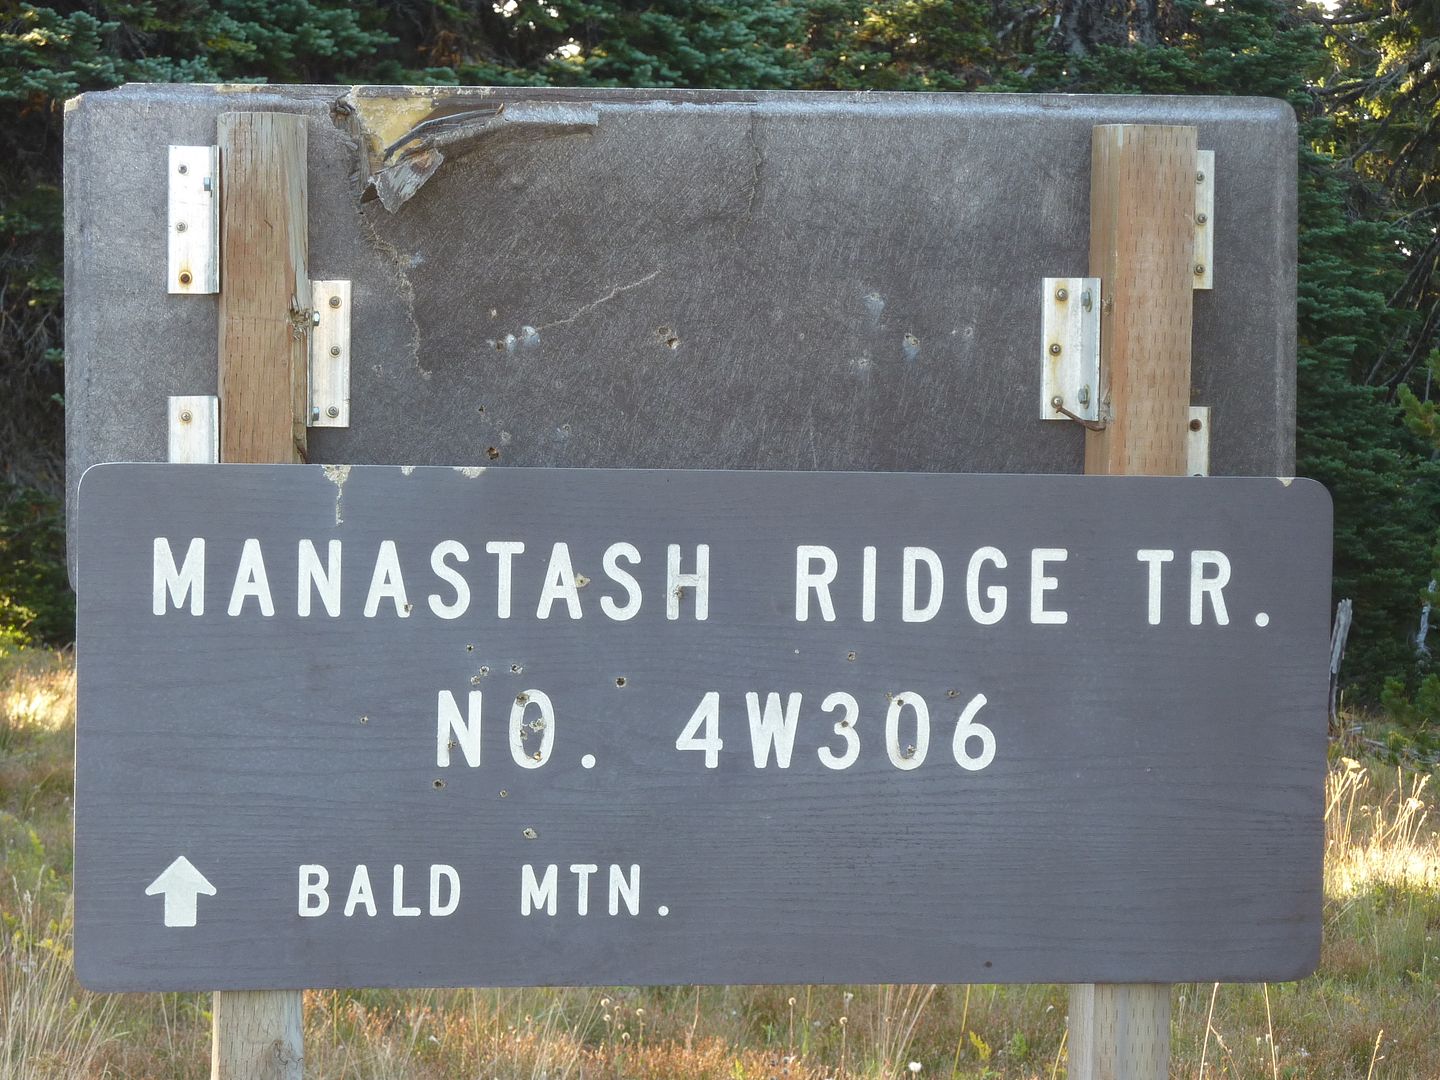 MANASTASH RIDGE TR.
NO. 4W306
BALD MTN.